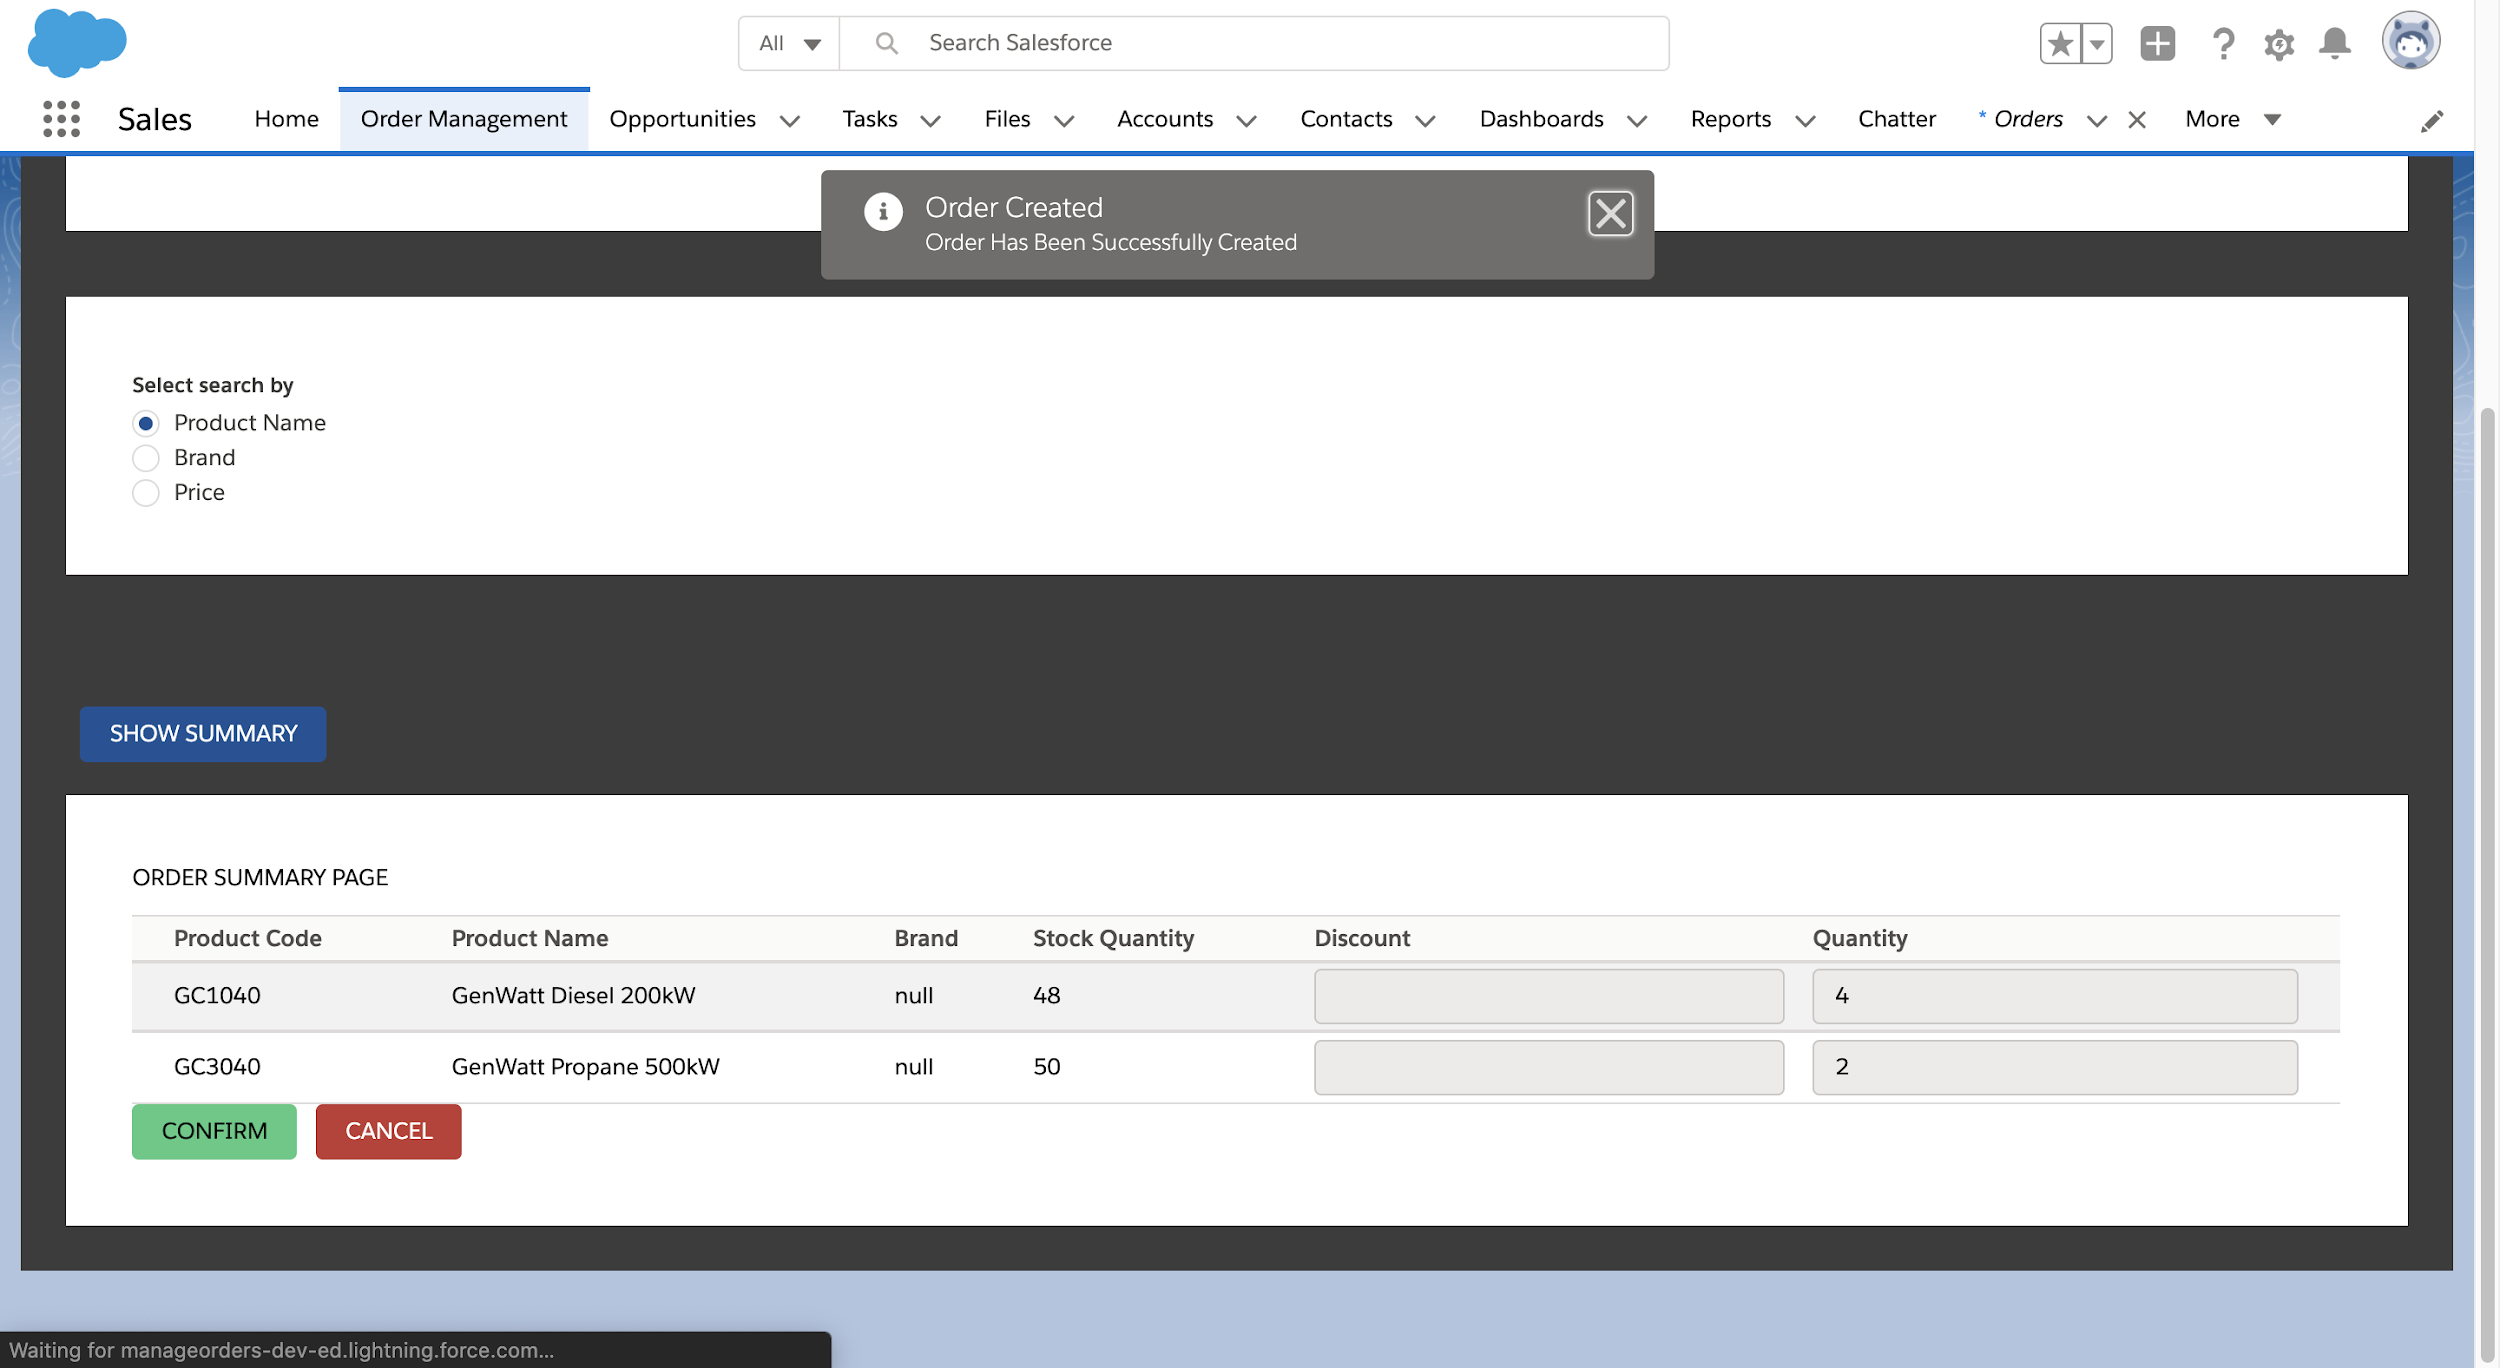 All
Search Salesforce
Sales
Home
Order Management
Opportunities
Tasks
Files
Accounts
Contacts
Dashboards
Reports
Chatter
* Orders
More
Order Created
Order Has Been Successfully Created
Select search by
Product Name
Brand
Price
SHOW SUMMARY
ORDER SUMMARY PAGE
Product Code Product Name Brand Stock Quantity Discount Quantity
GC1040 GenWatt Diesel 200kW null 48 4
GC3040 GenWatt Propane 500kW null 50 2
CONFIRM CANCEL
Waiting for manageorders-dev-ed.lightning.force.com...